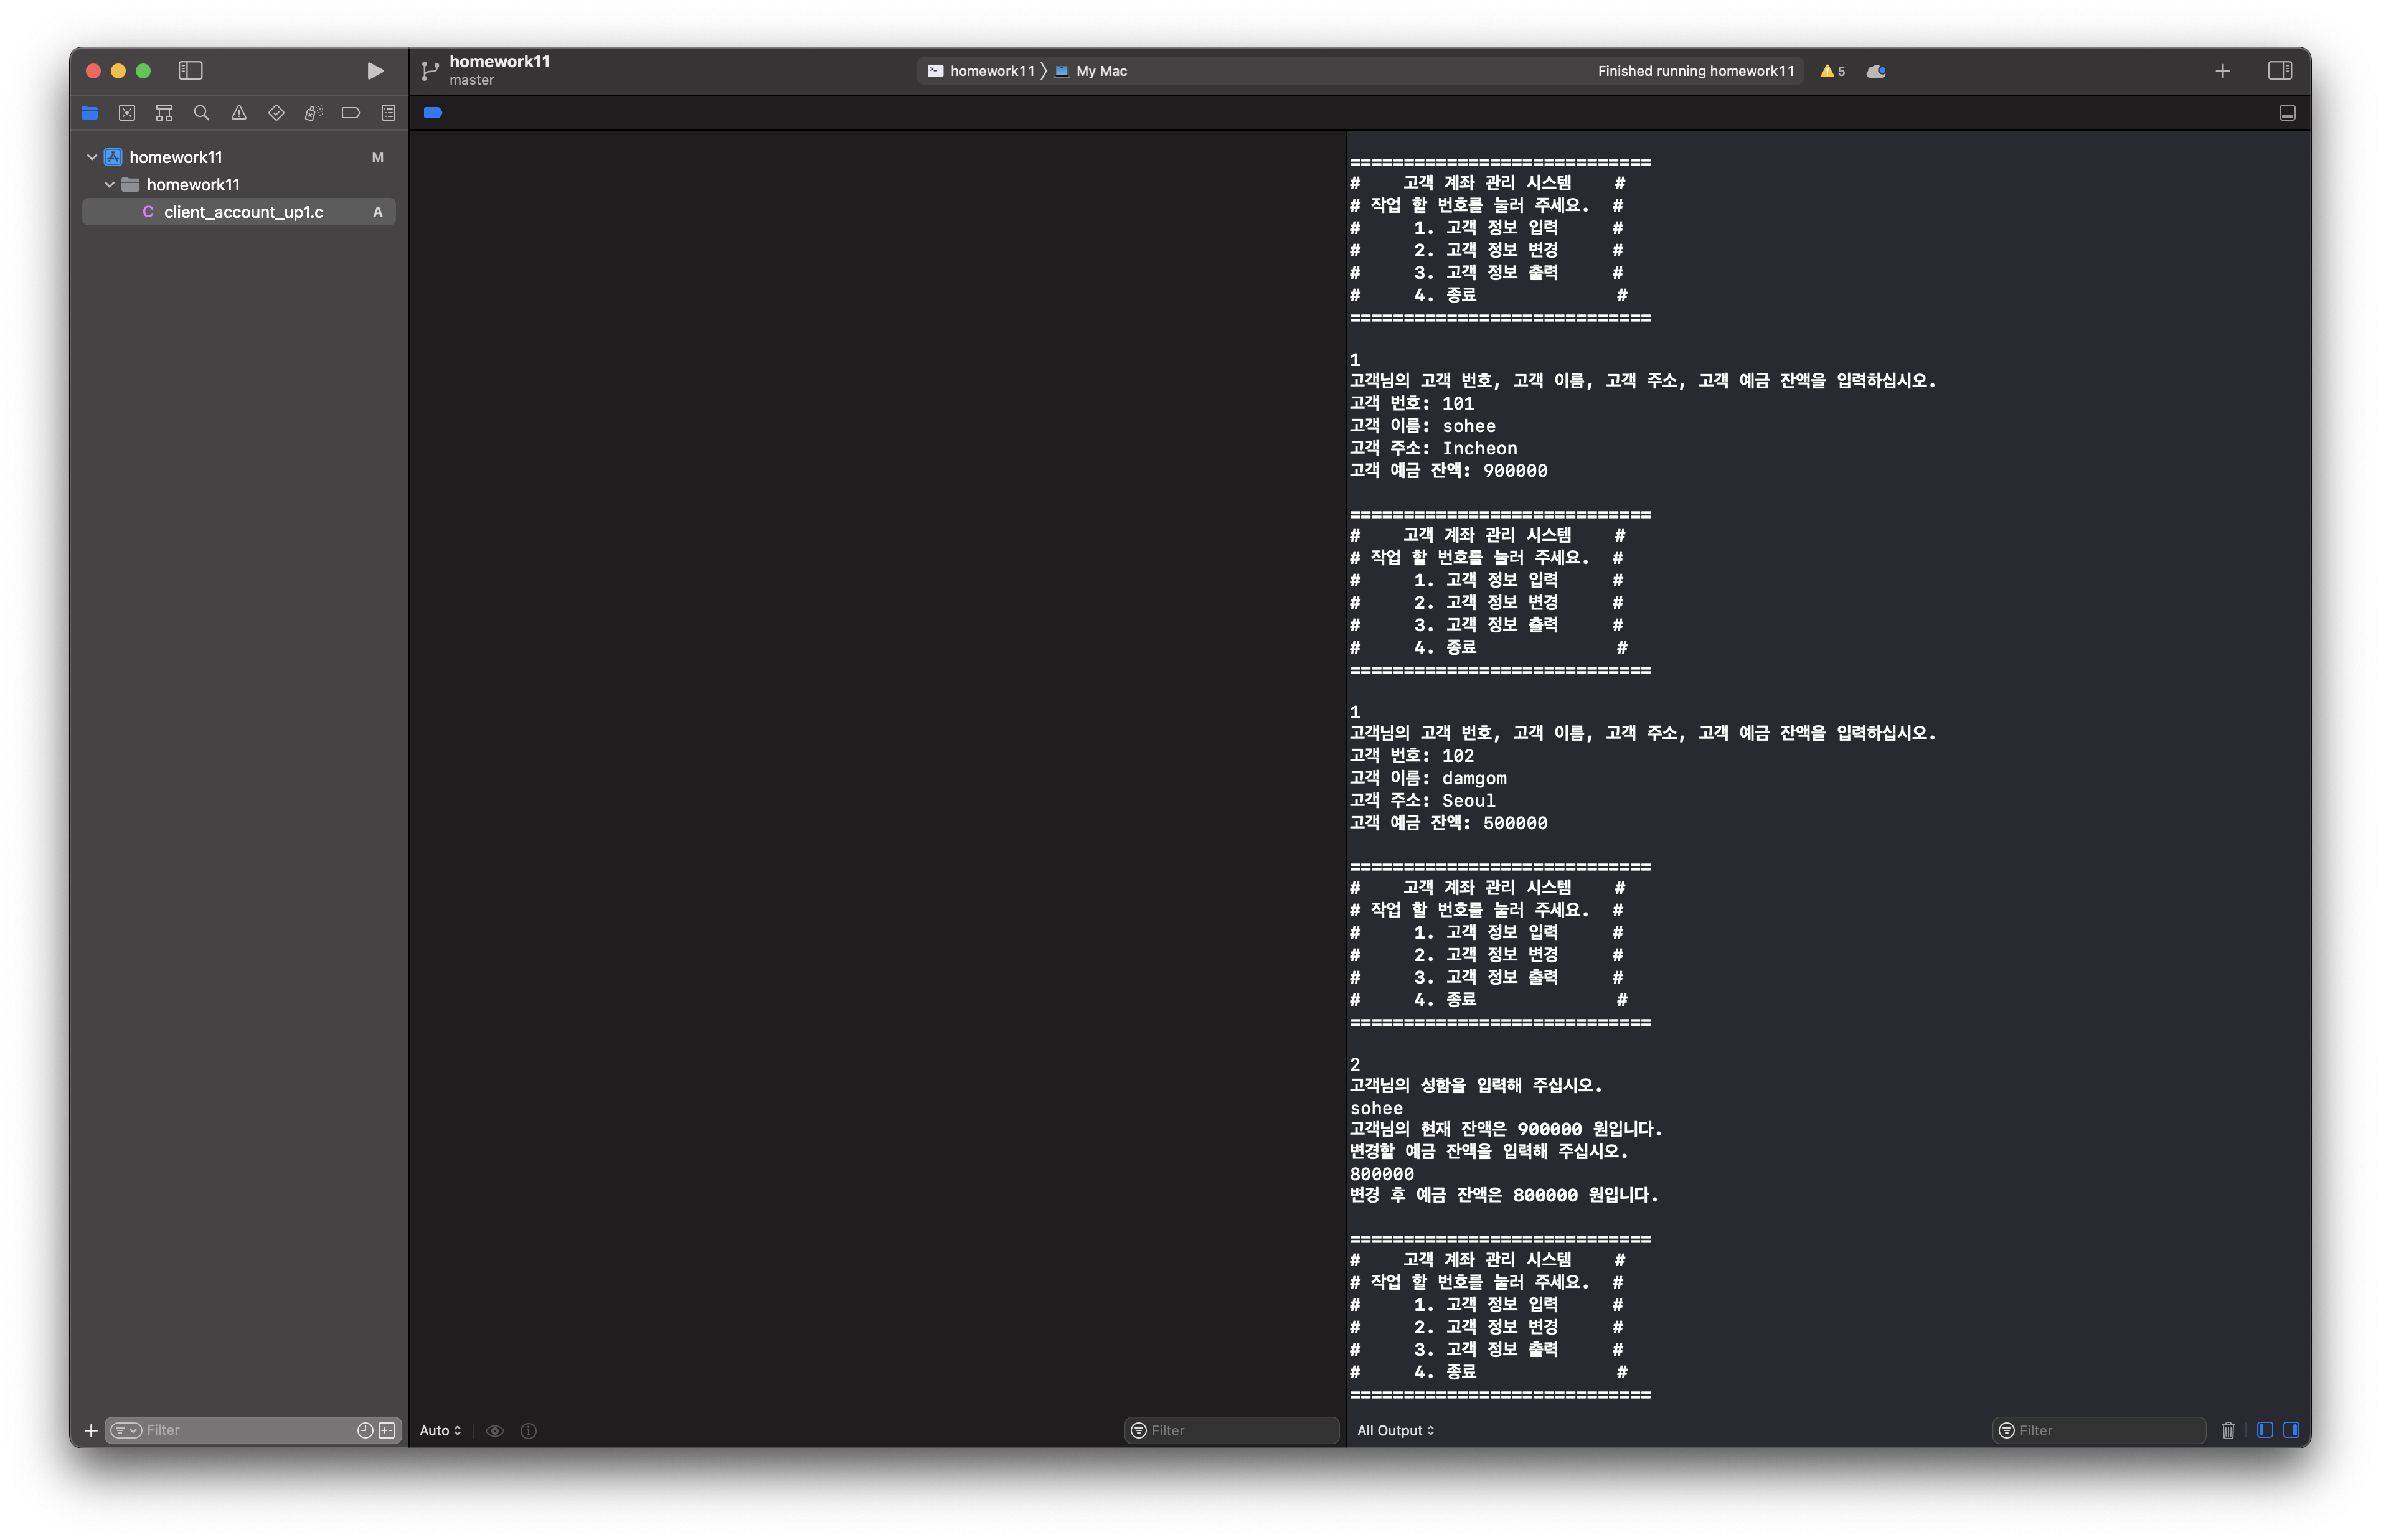 homework11
master
homework11 〉 My Mac
Finished running homework11
5
homework11 M
homework11
C client_account_up1.c A
============================
#    고객 계좌 관리 시스템    #
# 작업 할 번호를 눌러 주세요.  #
#     1. 고객 정보 입력     #
#     2. 고객 정보 변경     #
#     3. 고객 정보 출력     #
#     4. 종료             #
============================
1
고객님의 고객 번호, 고객 이름, 고객 주소, 고객 예금 잔액을 입력하십시오.
고객 번호: 101
고객 이름: sohee
고객 주소: Incheon
고객 예금 잔액: 900000
============================
#    고객 계좌 관리 시스템    #
# 작업 할 번호를 눌러 주세요.  #
#     1. 고객 정보 입력     #
#     2. 고객 정보 변경     #
#     3. 고객 정보 출력     #
#     4. 종료             #
============================
1
고객님의 고객 번호, 고객 이름, 고객 주소, 고객 예금 잔액을 입력하십시오.
고객 번호: 102
고객 이름: damgom
고객 주소: Seoul
고객 예금 잔액: 500000
============================
#    고객 계좌 관리 시스템    #
# 작업 할 번호를 눌러 주세요.  #
#     1. 고객 정보 입력     #
#     2. 고객 정보 변경     #
#     3. 고객 정보 출력     #
#     4. 종료             #
============================
2
고객님의 성함을 입력해 주십시오.
sohee
고객님의 현재 잔액은 900000 원입니다.
변경할 예금 잔액을 입력해 주십시오.
800000
변경 후 예금 잔액은 800000 원입니다.
============================
#    고객 계좌 관리 시스템    #
# 작업 할 번호를 눌러 주세요.  #
#     1. 고객 정보 입력     #
#     2. 고객 정보 변경     #
#     3. 고객 정보 출력     #
#     4. 종료             #
============================
Filter
Auto
Filter
All Output
Filter